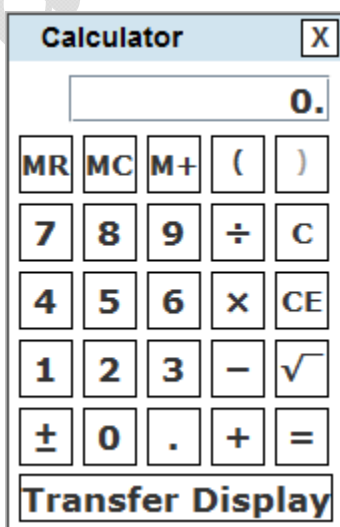 Calculator X
0.
MR MC M+ ( )
7 8 9 ÷ C
4 5 6 × CE
1 2 3 − √
± 0 . + =
Transfer Display